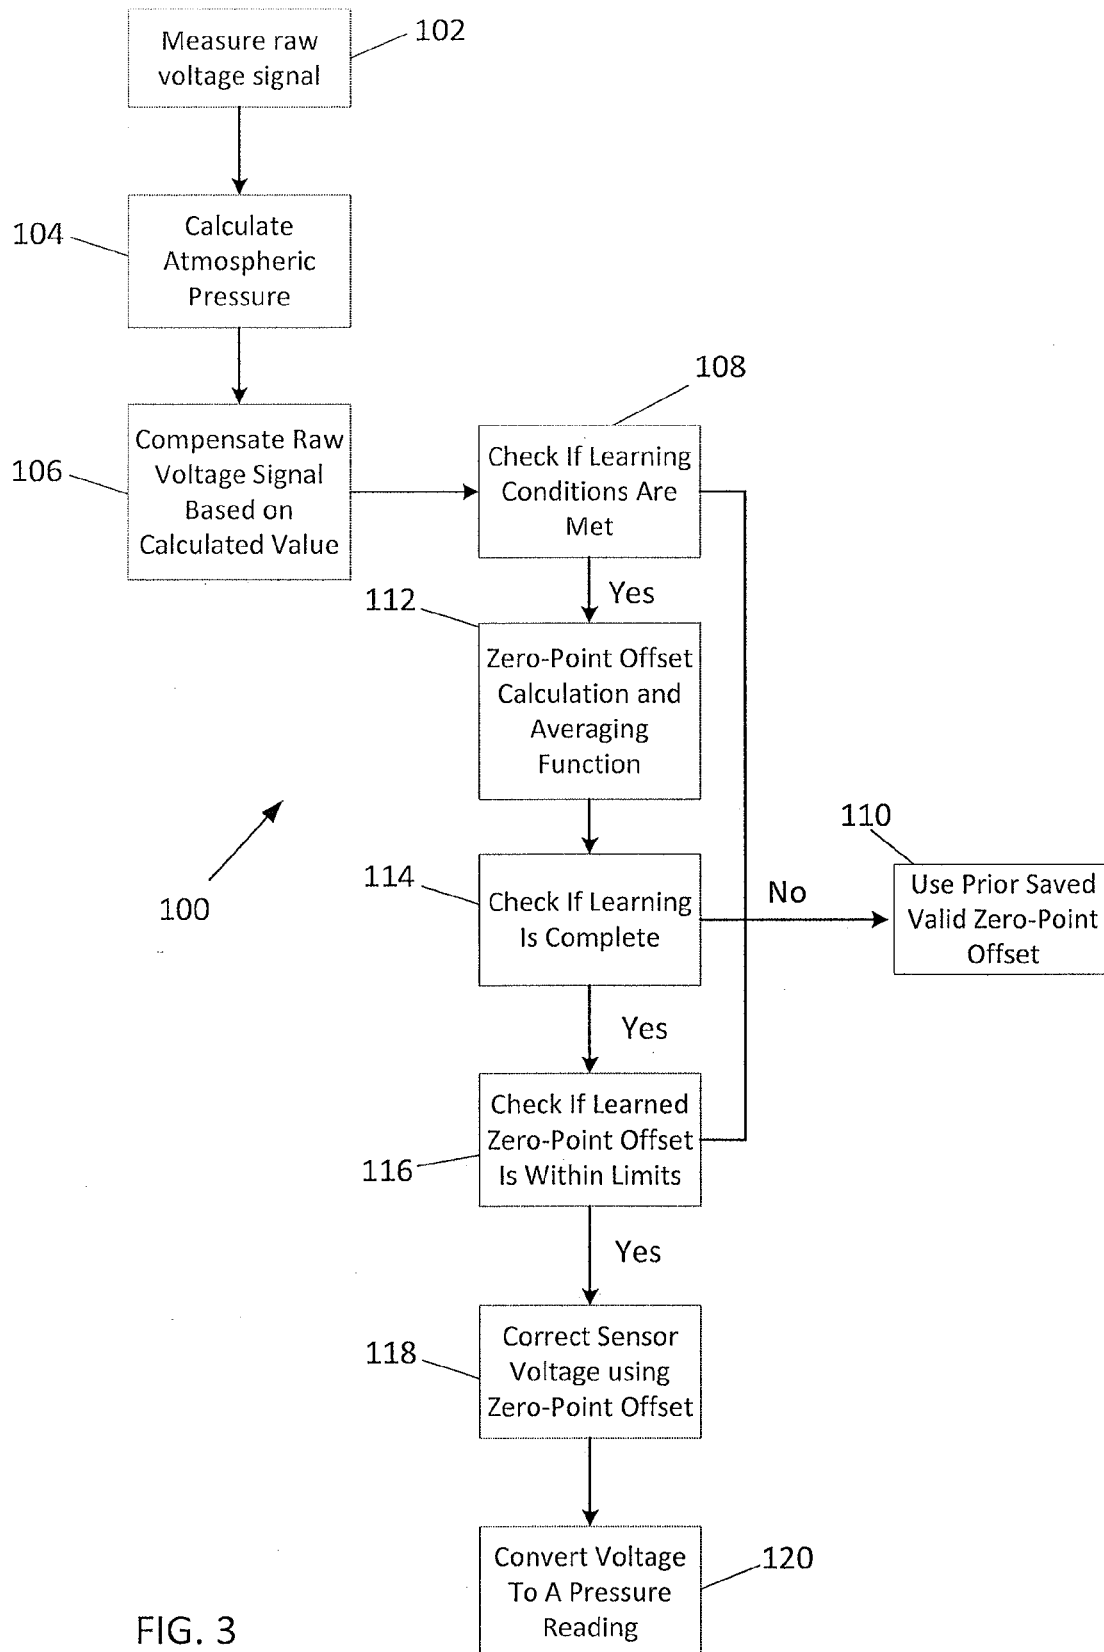 Measure raw
voltage signal
102
104
Calculate
Atmospheric
Pressure
106
Compensate Raw
Voltage Signal
Based on
Calculated Value
108
Check If Learning
Conditions Are
Met
Yes
112
Zero-Point Offset
Calculation and
Averaging
Function
100
114
Check If Learning
Is Complete
No
110
Use Prior Saved
Valid Zero-Point
Offset
Yes
116
Check If Learned
Zero-Point Offset
Is Within Limits
Yes
118
Correct Sensor
Voltage using
Zero-Point Offset
Convert Voltage
To A Pressure
Reading
120
FIG. 3